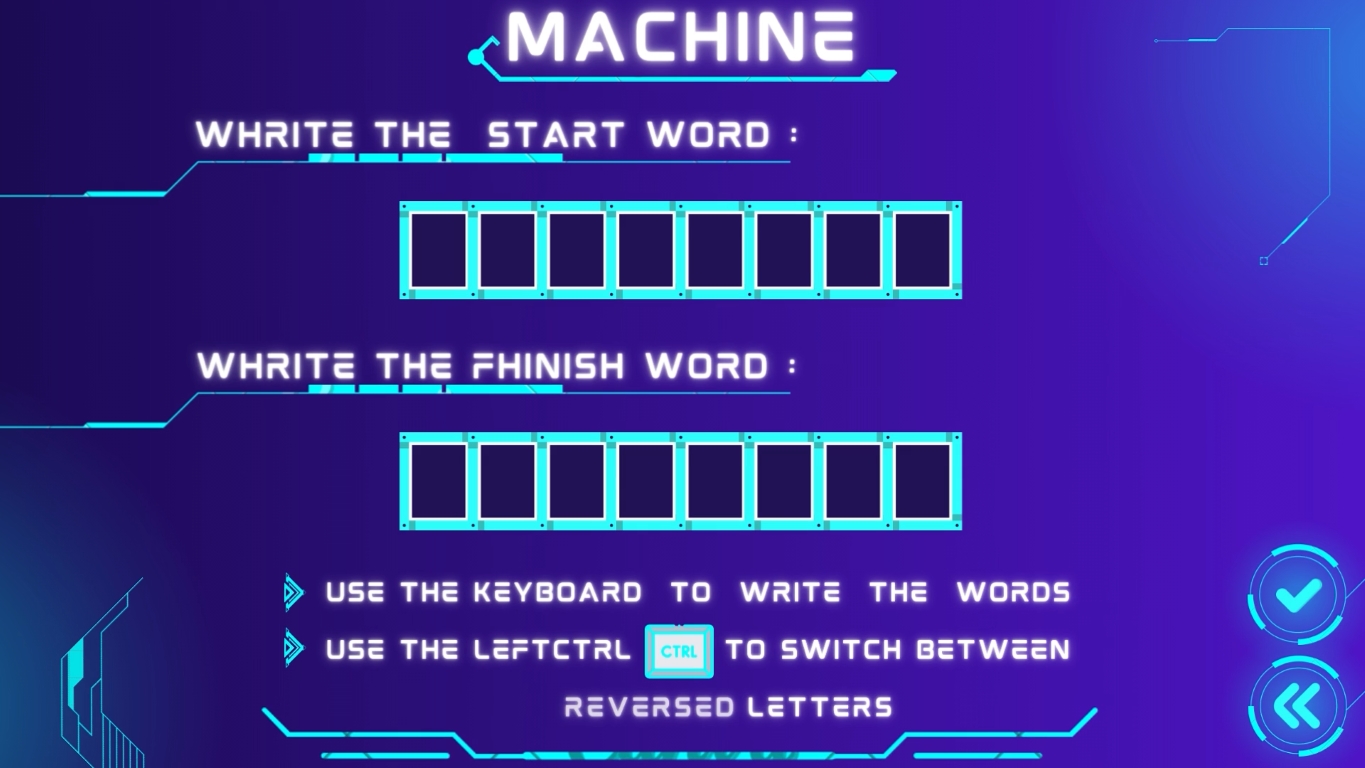 MACHINE
WHRITE THE START WORD :
WHRITE THE FHINISH WORD :
USE THE KEYBOARD TO WRITE THE WORDS
USE THE LEFTCTRL CTRL TO SWITCH BETWEEN
REVERSED LETTERS